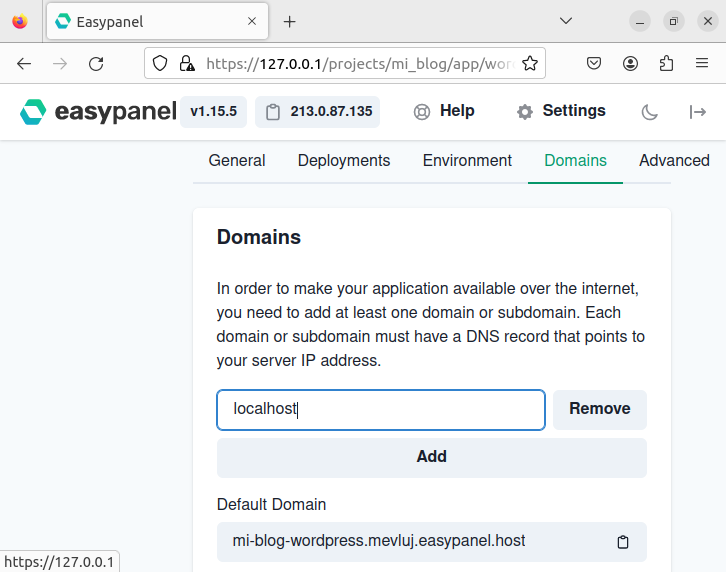 Easypanel
https://127.0.0.1/projects/mi_blog/app/wor
easypanel v1.15.5 213.0.87.135 Help Settings
General Deployments Environment Domains Advanced
Domains
In order to make your application available over the internet,
you need to add at least one domain or subdomain. Each
domain or subdomain must have a DNS record that points to
your server IP address.
localhost Remove
Add
Default Domain
mi-blog-wordpress.mevluj.easypanel.host
https://127.0.0.1